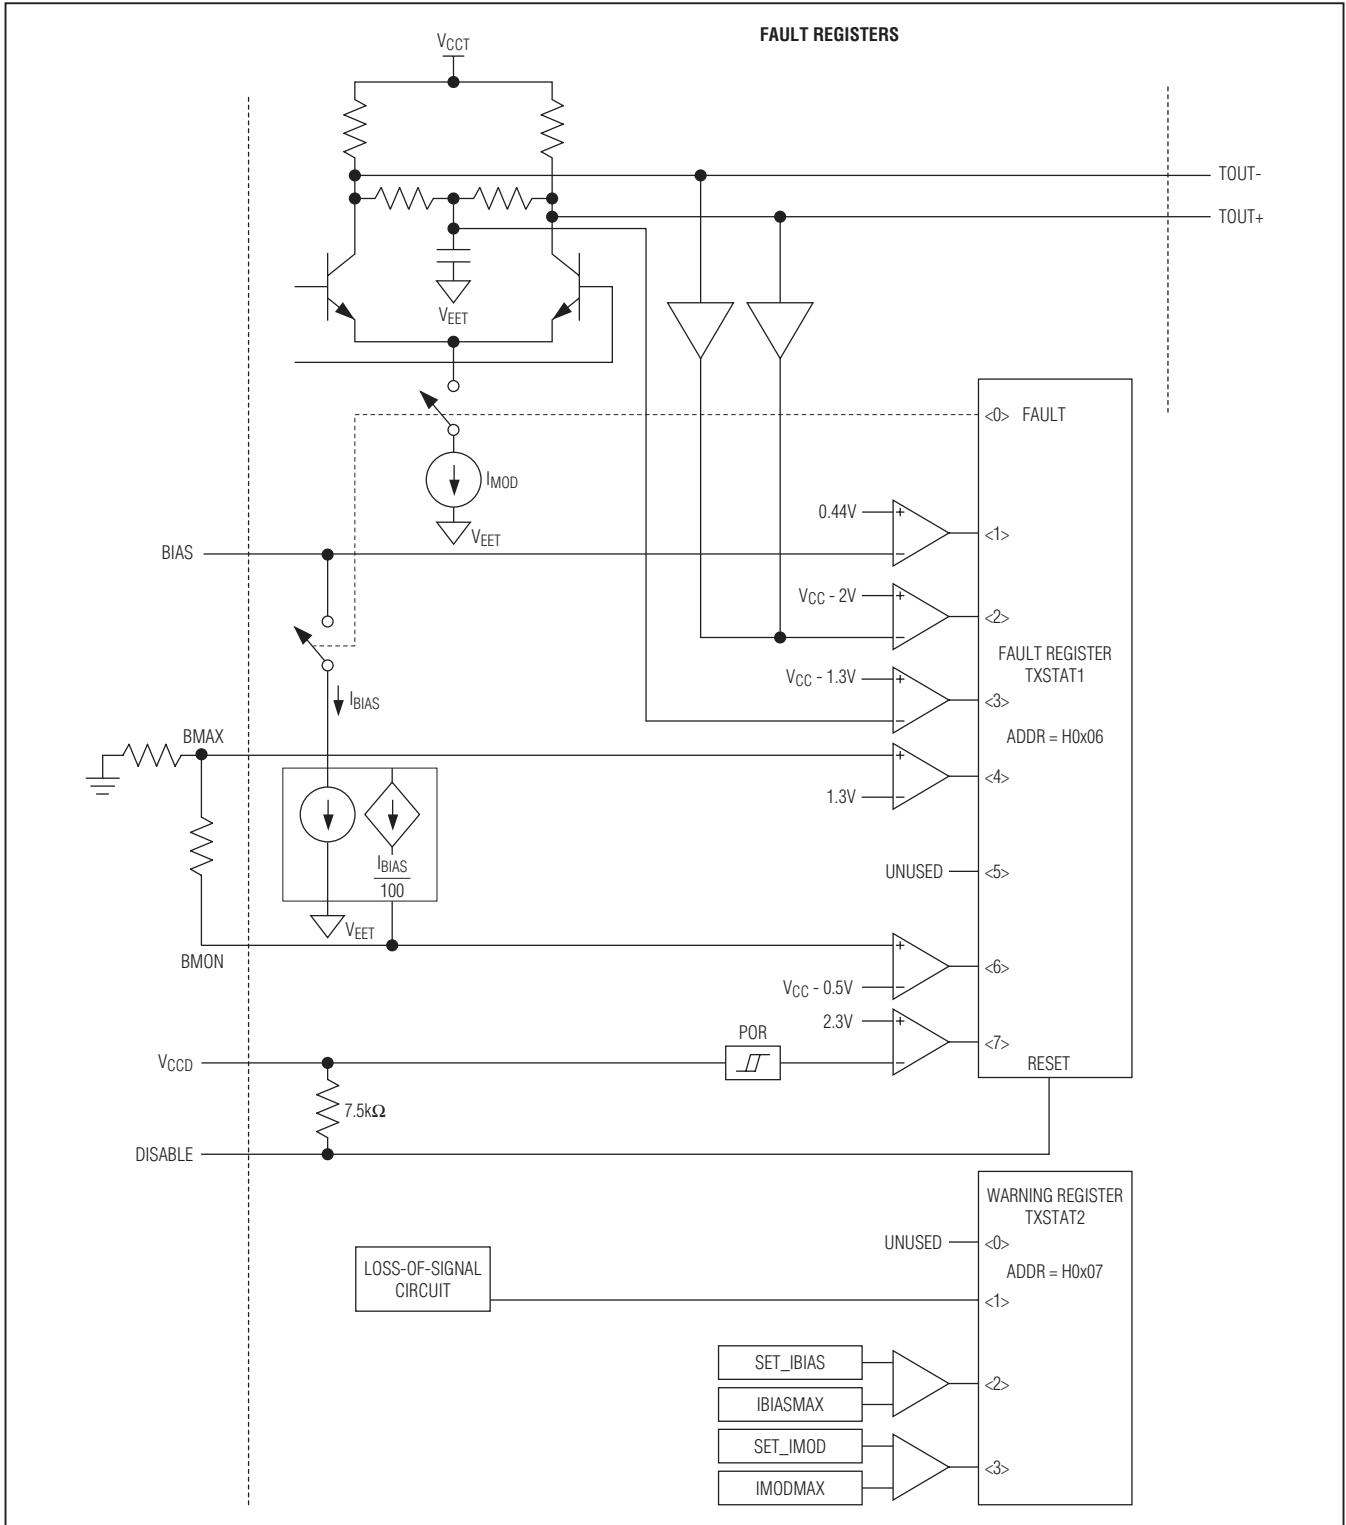 FAULT REGISTERS
VCCT
TOUT-
TOUT+
VEET
<0> FAULT
IMOD
VEET
0.44V
+
-
<1>
BIAS
VCC - 2V
+
-
<2>
FAULT REGISTER
TXSTAT1
VCC - 1.3V
+
-
<3>
IBIAS
ADDR = H0x06
BMAX
+
-
<4>
1.3V
IBIAS
100
UNUSED
<5>
VEET
BMON
+
-
<6>
VCC - 0.5V
2.3V
+
-
<7>
POR
VCCD
RESET
7.5kΩ
DISABLE
WARNING REGISTER
TXSTAT2
UNUSED
<0>
ADDR = H0x07
LOSS-OF-SIGNAL
CIRCUIT
<1>
SET_IBIAS
IBIASMAX
<2>
SET_IMOD
IMODMAX
<3>